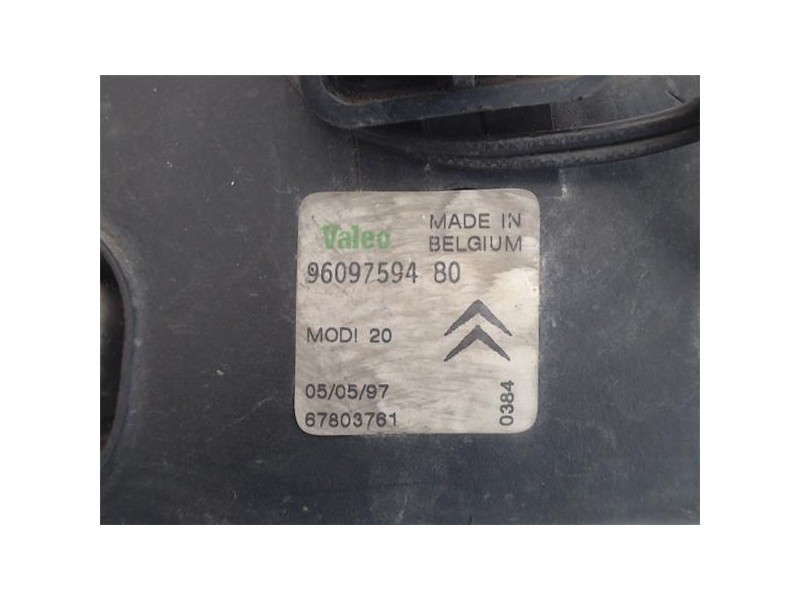 Valeo
MADE IN
BELGIUM
96097594 80
MODI 20
05/05/97
67803761
0384